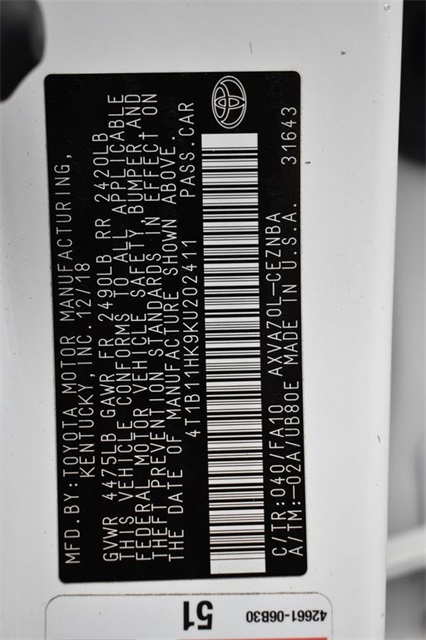 MFD.BY:TOYOTA MOTOR MANUFACTURING,
KENTUCKY, INC. 12/18
GVWR 4475LB GAWR FR 2490LB RR 2420LB
THIS VEHICLE CONFORMS TO ALL APPLICABLE
FEDERAL MOTOR VEHICLE SAFETY, BUMPER, AND
THEFT PREVENTION STANDARDS IN EFFECT ON
THE DATE OF MANUFACTURE SHOWN ABOVE.
4T1B11HK9KU202411 PASS.CAR
C/TR:040/FA10 AXVA70L-CEZNBA
A/TM:-02A/UB80E MADE IN U.S.A. 31643
51
42661-06B30